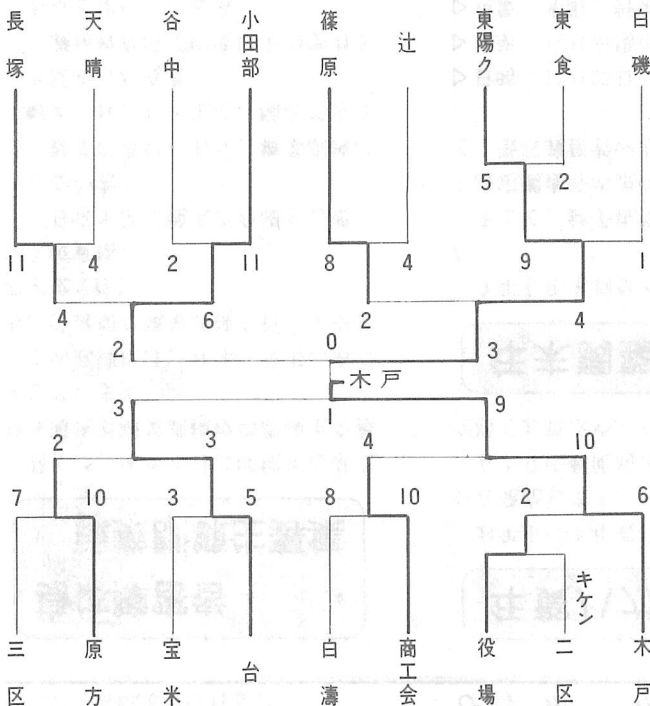 長塚
天晴
谷中
小田部
篠原
辻
東陽ク
東食
白磯
5 2
11 4 2 11 8 4 9 1
4 6 2 4
2 0 3
木戸
3 1 9
2 3 4 10
7 10 3 5 8 10 2 6
キケン
三区
原方
宝米
台
白濤
商工会
役場
二区
木戸